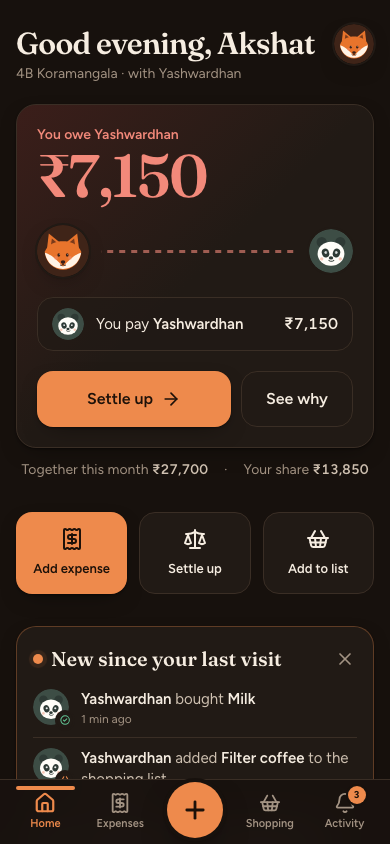 Good evening, Akshat
4B Koramangala · with Yashwardhan
You owe Yashwardhan
₹7,150
You pay Yashwardhan ₹7,150
Settle up → See why
Together this month ₹27,700 · Your share ₹13,850
Add expense Settle up Add to list
New since your last visit
Yashwardhan bought Milk
1 min ago
Yashwardhan added Filter coffee to the
shopping list
3
Home Expenses Shopping Activity